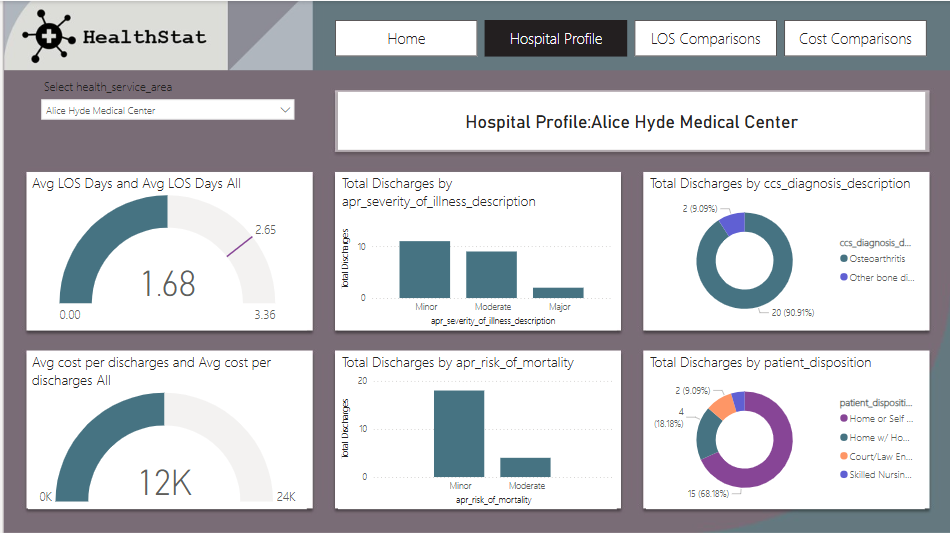 HealthStat
Home
Hospital Profile
LOS Comparisons
Cost Comparisons
Select health_service_area
Alice Hyde Medical Center
Hospital Profile:Alice Hyde Medical Center
Avg LOS Days and Avg LOS Days All
2.65
1.68
0.00
3.36
Total Discharges by
apr_severity_of_illness_description
Total Discharges
10
0
Minor
Moderate
Major
apr_severity_of_illness_description
Total Discharges by ccs_diagnosis_description
2 (9.09%)
20 (90.91%)
ccs_diagnosis_d...
Osteoarthritis
Other bone di...
Avg cost per discharges and Avg cost per
discharges All
12K
0K
24K
Total Discharges by apr_risk_of_mortality
Total Discharges
20
10
0
Minor
Moderate
apr_risk_of_mortality
Total Discharges by patient_disposition
2 (9.09%)
4
(18.18%)
15 (68.18%)
patient_dispositi...
Home or Self ...
Home w/ Ho...
Court/Law En...
Skilled Nursin...